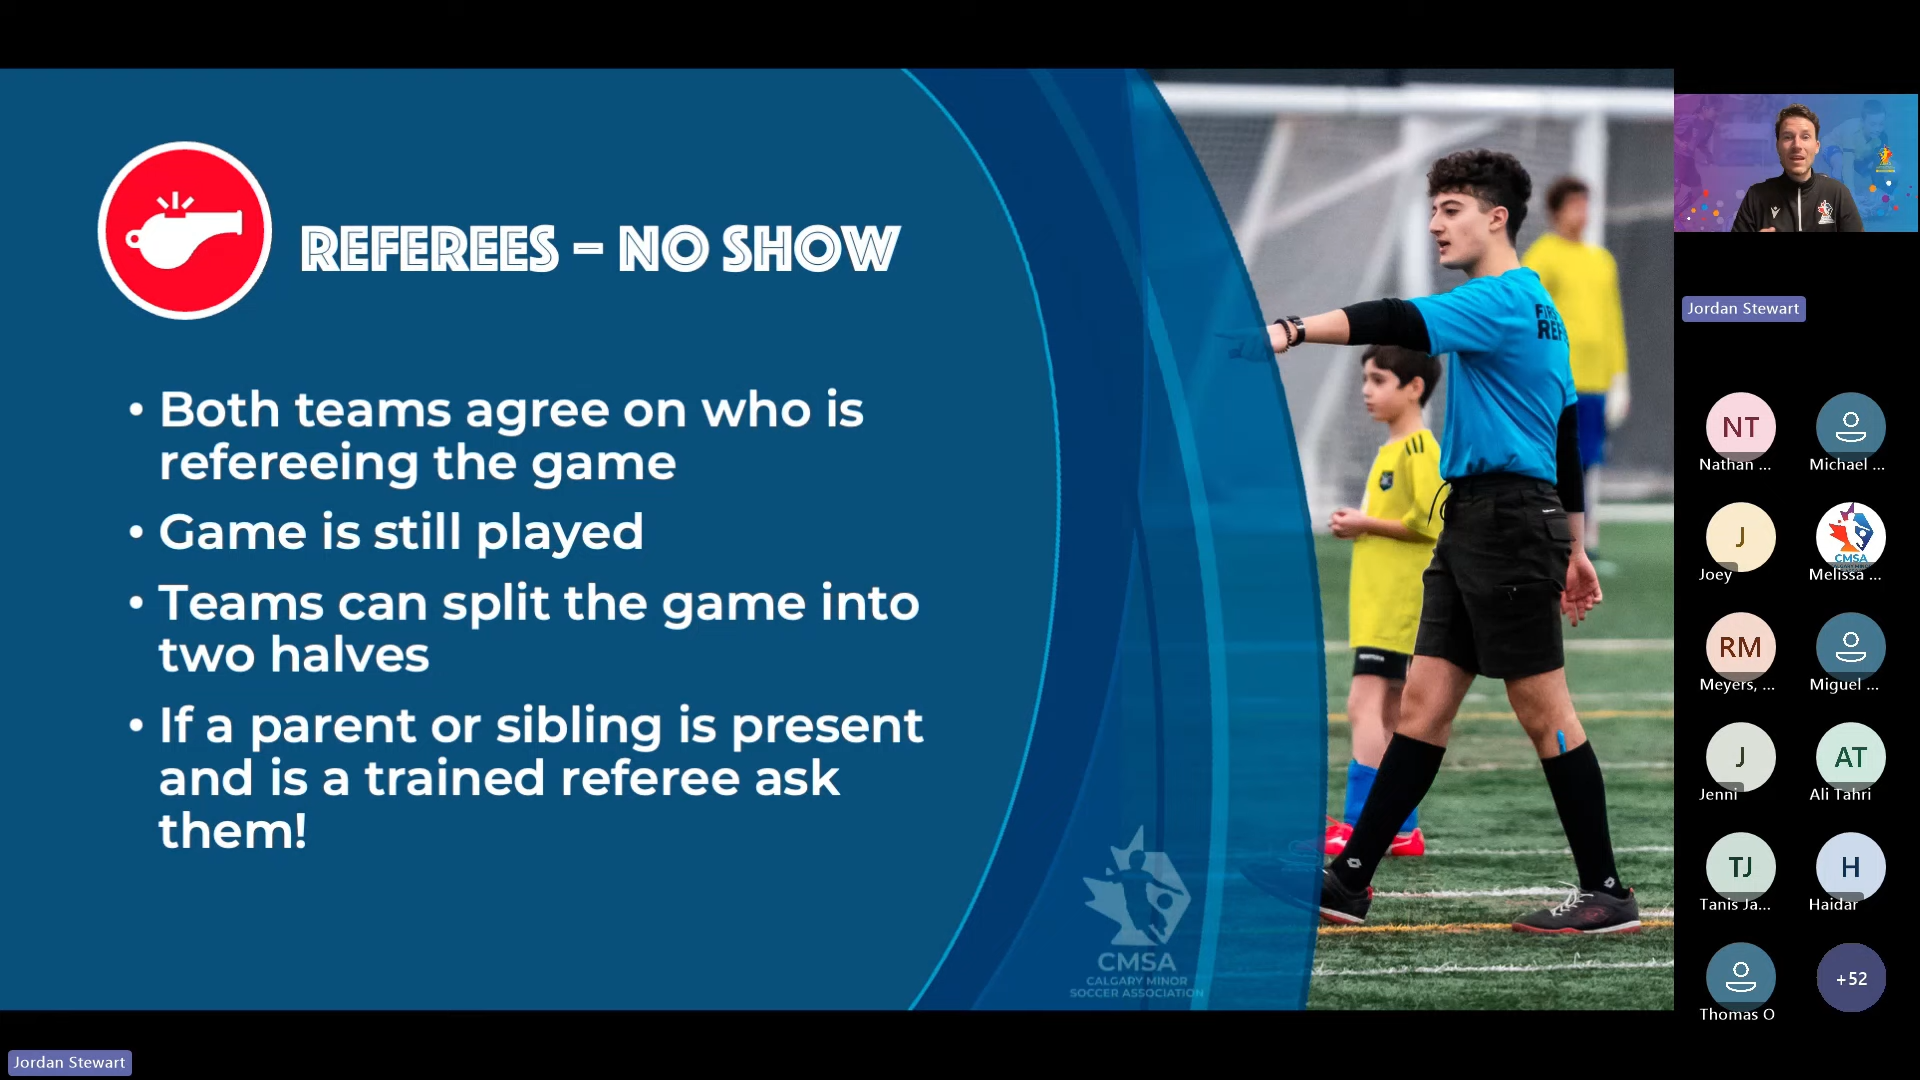 REFEREES – NO SHOW
• Both teams agree on who is
refereeing the game
• Game is still played
• Teams can split the game into
two halves
• If a parent or sibling is present
and is a trained referee ask
them!
CMSA
CALGARY MINOR
SOCCER ASSOCIATION
Jordan Stewart
NT
Nathan ...
Michael ...
J
Joey
CMSA
Melissa ...
RM
Meyers, ...
Miguel ...
J
Jenni
AT
Ali Tahri
TJ
Tanis Ja...
H
Haidar
Thomas O
+52
Jordan Stewart